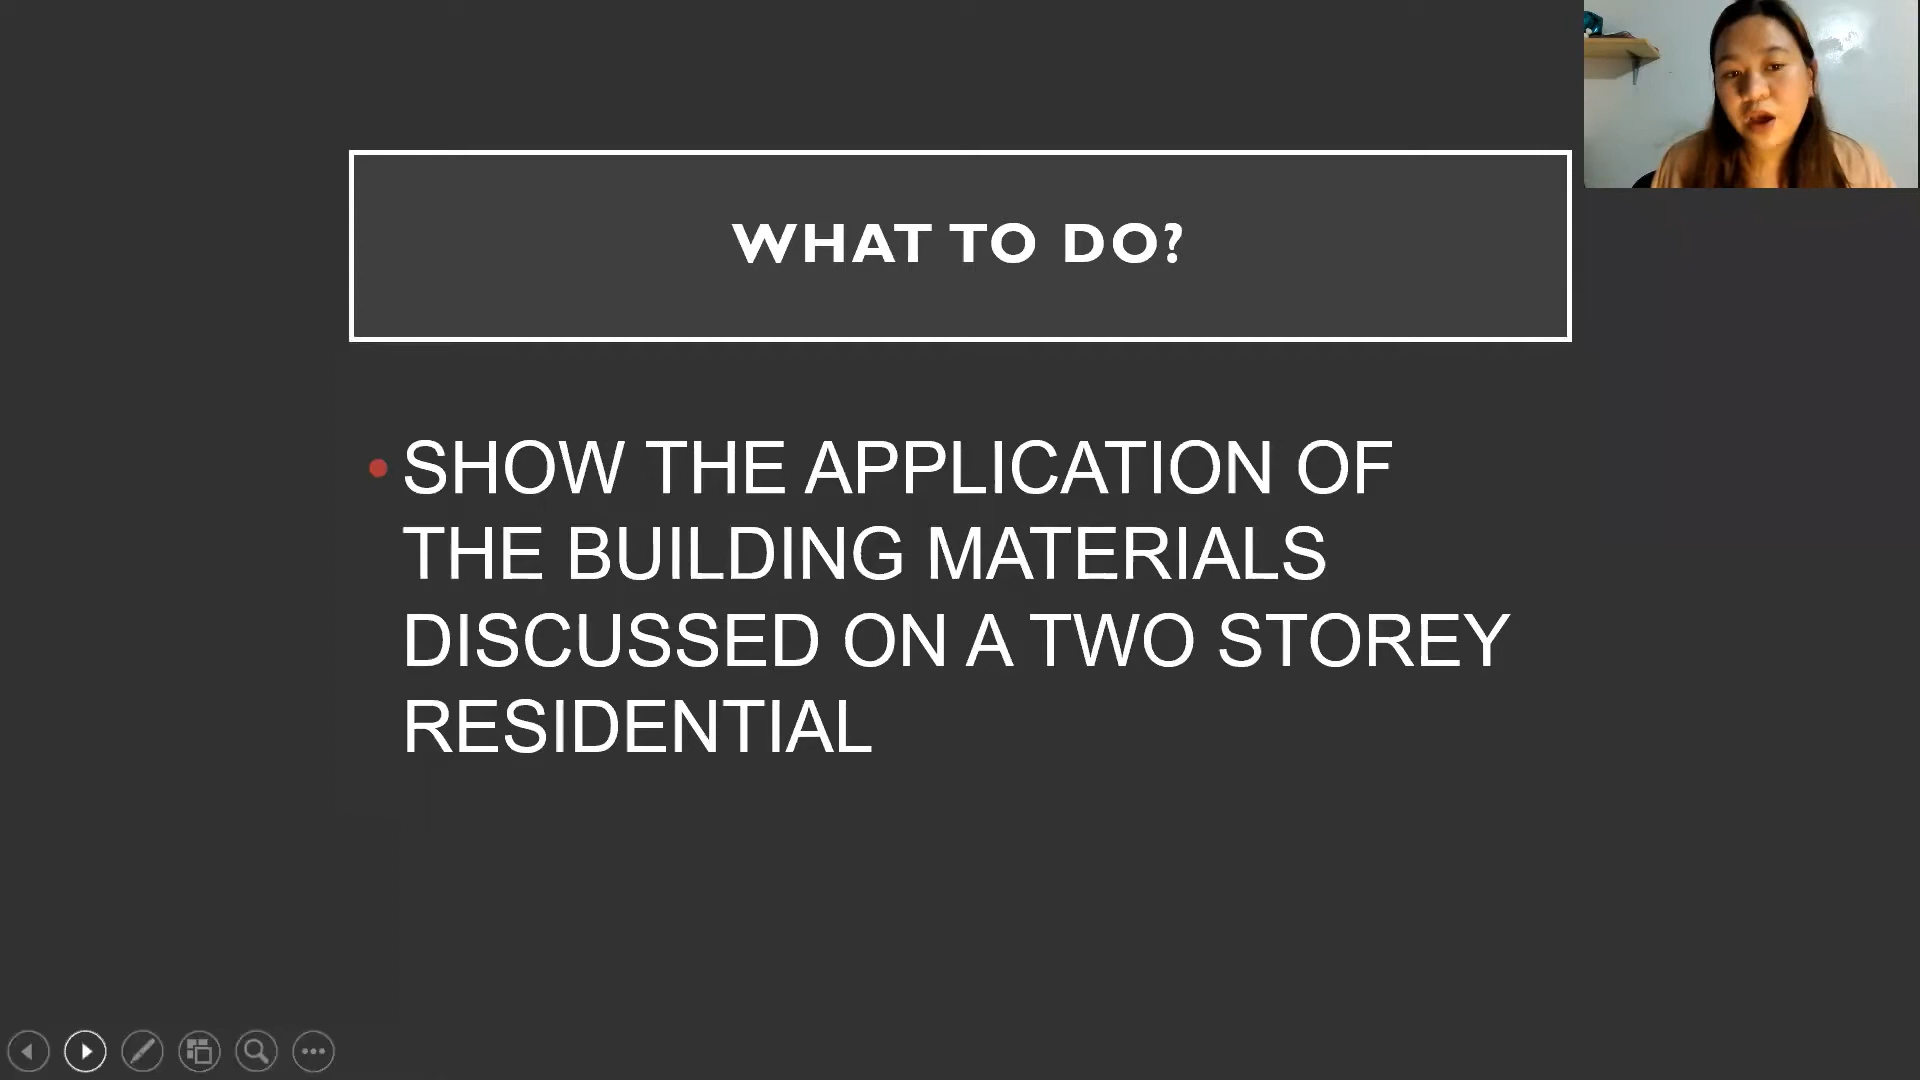 WHAT TO DO?
• SHOW THE APPLICATION OF
THE BUILDING MATERIALS
DISCUSSED ON A TWO STOREY
RESIDENTIAL